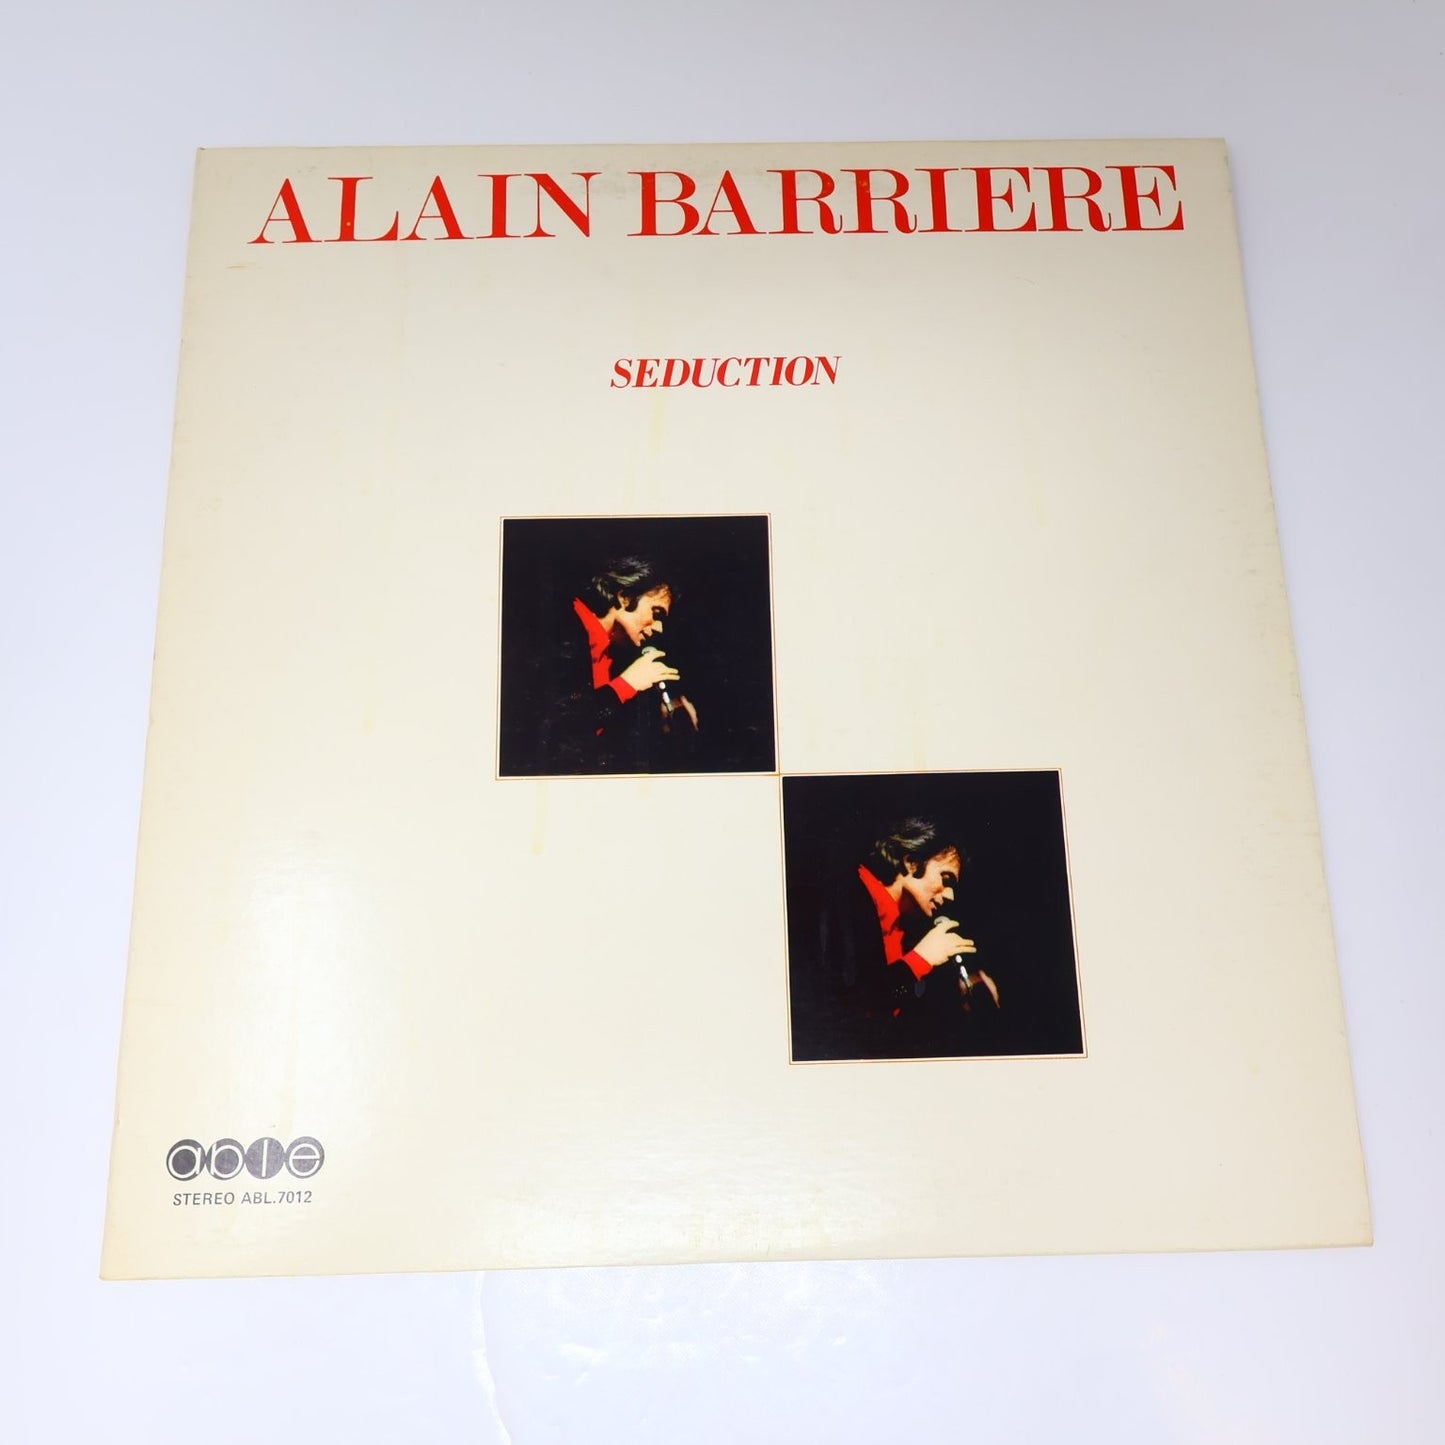 ALAIN BARRIERE
SEDUCTION
able
STEREO ABL.7012